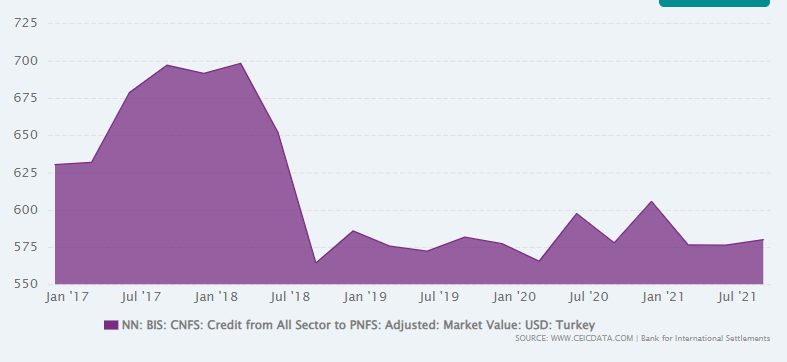 725
700
675
650
625
600
575
550
Jan '17 Jul '17 Jan '18 Jul '18 Jan '19 Jul '19 Jan '20 Jul '20 Jan '21 Jul '21
NN: BIS: CNFS: Credit from All Sector to PNFS: Adjusted: Market Value: USD: Turkey
SOURCE: WWW.CEICDATA.COM | Bank for International Settlements